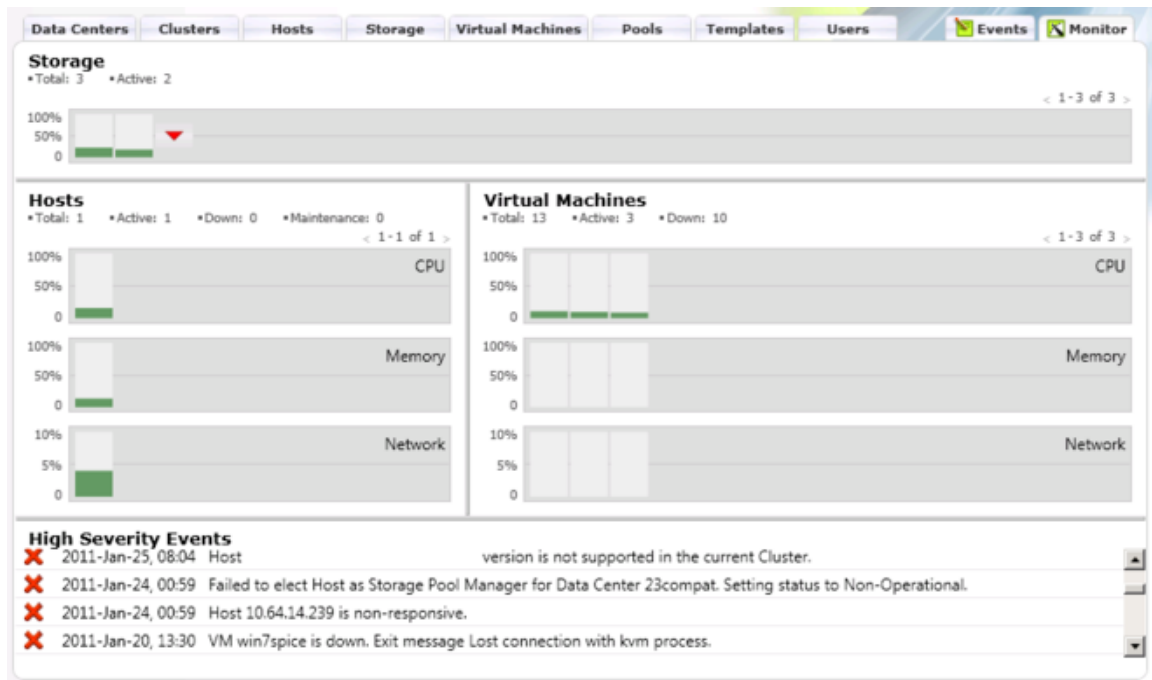 Data Centers Clusters Hosts Storage Virtual Machines Pools Templates Users Events Monitor
Storage
▪Total: 3 ▪Active: 2
< 1-3 of 3 >
100%
50%
0
Hosts
▪Total: 1 ▪Active: 1 ▪Down: 0 ▪Maintenance: 0
< 1-1 of 1 >
100%
CPU
50%
0
100%
Memory
50%
0
10%
Network
5%
0
Virtual Machines
▪Total: 13 ▪Active: 3 ▪Down: 10
< 1-3 of 3 >
100%
CPU
50%
0
100%
Memory
50%
0
10%
Network
5%
0
High Severity Events
2011-Jan-25, 08:04 Host version is not supported in the current Cluster.
2011-Jan-24, 00:59 Failed to elect Host as Storage Pool Manager for Data Center 23compat. Setting status to Non-Operational.
2011-Jan-24, 00:59 Host 10.64.14.239 is non-responsive.
2011-Jan-20, 13:30 VM win7spice is down. Exit message Lost connection with kvm process.